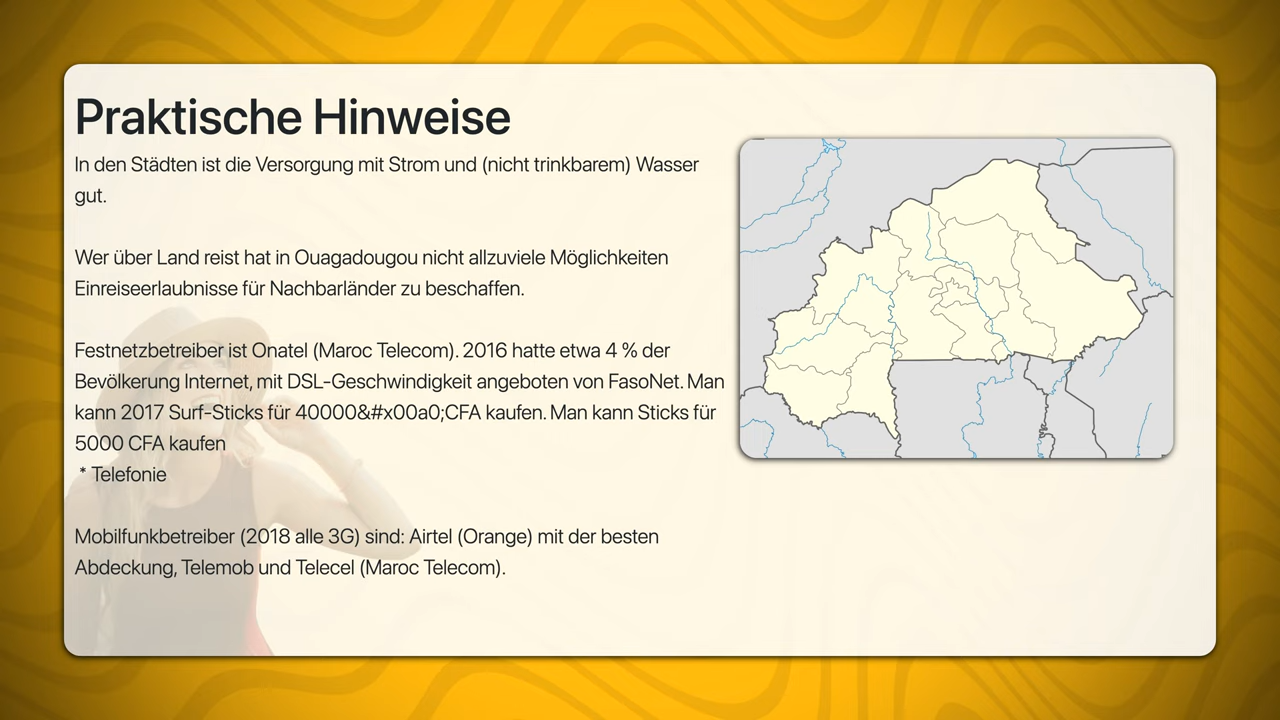 Praktische Hinweise
In den Städten ist die Versorgung mit Strom und (nicht trinkbarem) Wasser
gut.
Wer über Land reist hat in Ouagadougou nicht allzuviele Möglichkeiten
Einreiseerlaubnisse für Nachbarländer zu beschaffen.
Festnetzbetreiber ist Onatel (Maroc Telecom). 2016 hatte etwa 4 % der
Bevölkerung Internet, mit DSL-Geschwindigkeit angeboten von FasoNet. Man
kann 2017 Surf-Sticks für 40000&#x00a0;CFA kaufen. Man kann Sticks für
5000 CFA kaufen
* Telefonie
Mobilfunkbetreiber (2018 alle 3G) sind: Airtel (Orange) mit der besten
Abdeckung, Telemob und Telecel (Maroc Telecom).